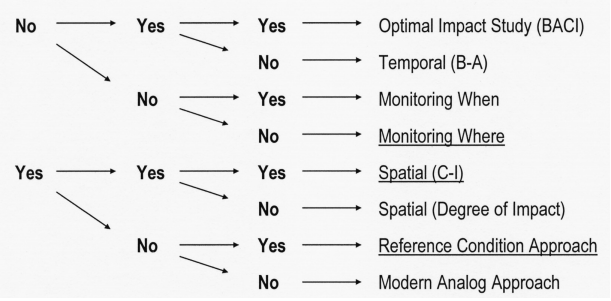 No Yes Yes Optimal Impact Study (BACI)
No Temporal (B-A)
No Yes Monitoring When
No Monitoring Where
Yes Yes Yes Spatial (C-I)
No Spatial (Degree of Impact)
No Yes Reference Condition Approach
No Modern Analog Approach